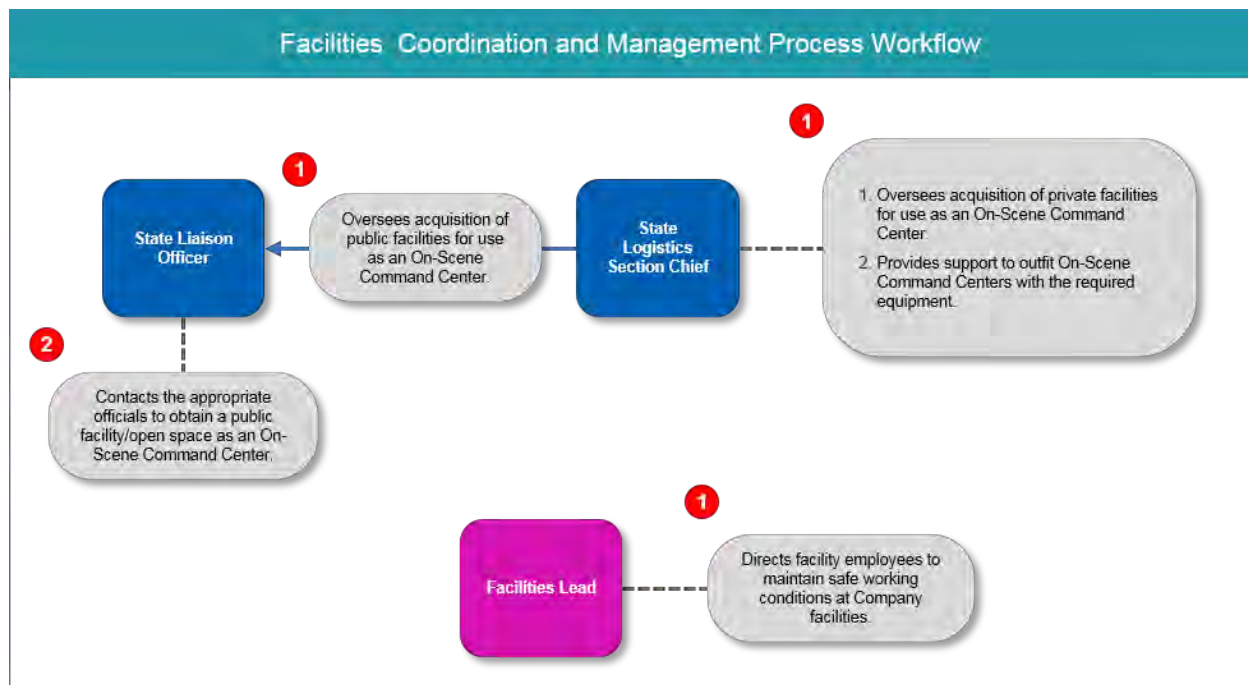 Facilities  Coordination and Management Process Workflow
1
1
State Liaison
Officer
Oversees acquisition of
public facilities for use
as an On-Scene
Command Center.
State
Logistics
Section Chief
1. Oversees acquisition of private facilities
for use as an On-Scene Command
Center.
2. Provides support to outfit On-Scene
Command Centers with the required
equipment.
2
Contacts the appropriate
officials to obtain a public
facility/open space as an On-
Scene Command Center.
1
Facilities Lead
Directs facility employees to
maintain safe working
conditions at Company
facilities.